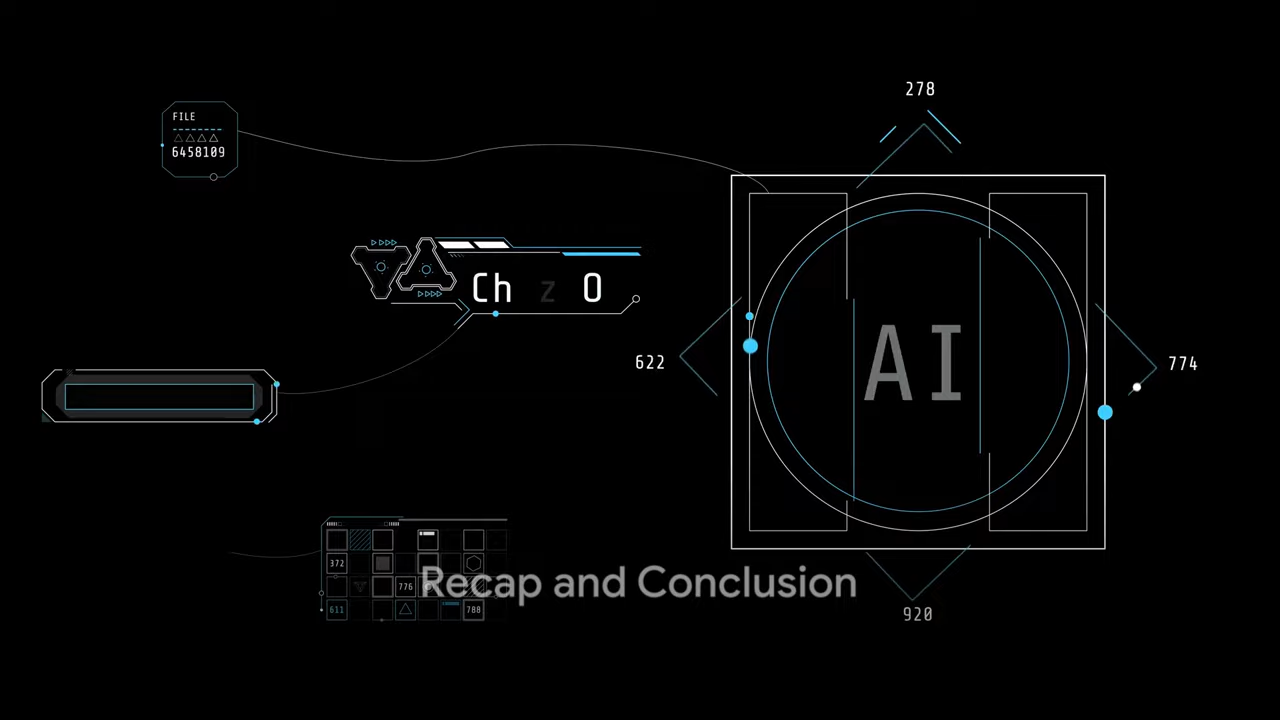 278
FILE
6458109
Ch z O
AI
622
774
372
776
611
788
Recap and Conclusion
920